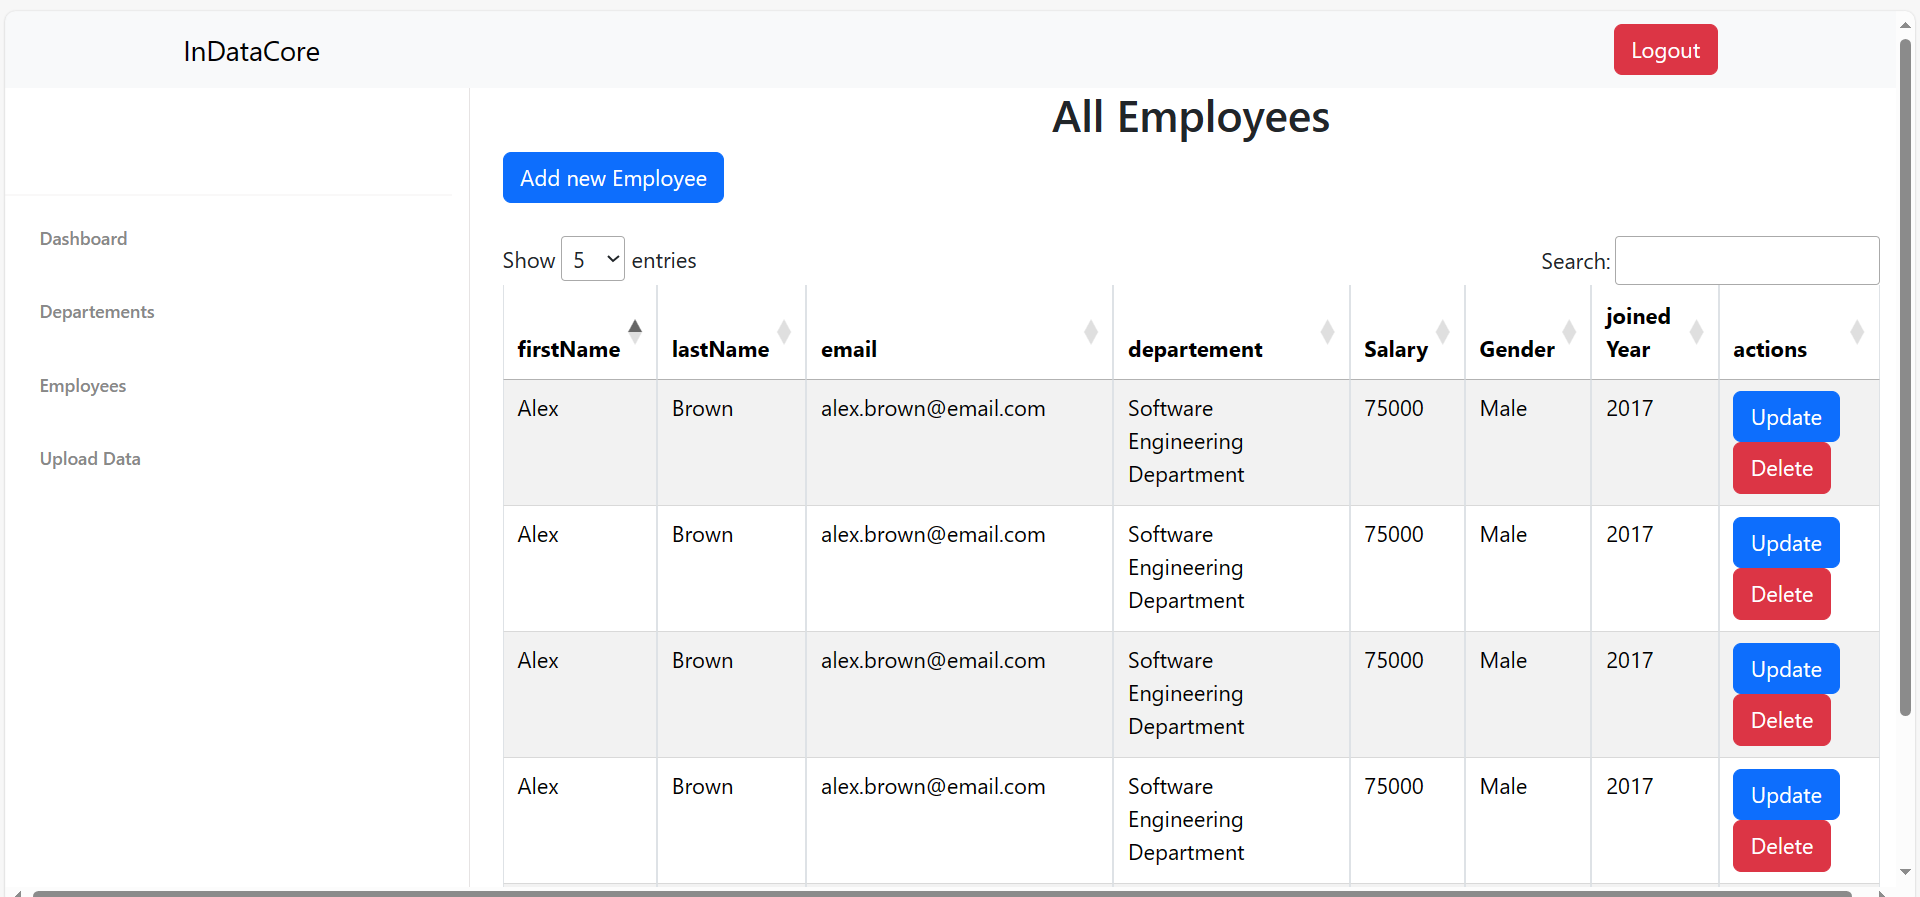 InDataCore
Logout
All Employees
Add new Employee
Dashboard
Departements
Employees
Upload Data
Show 5 entries
Search:
firstName lastName email departement Salary Gender joined Year actions
Alex Brown alex.brown@email.com Software Engineering Department 75000 Male 2017 Update Delete
Alex Brown alex.brown@email.com Software Engineering Department 75000 Male 2017 Update Delete
Alex Brown alex.brown@email.com Software Engineering Department 75000 Male 2017 Update Delete
Alex Brown alex.brown@email.com Software Engineering Department 75000 Male 2017 Update Delete